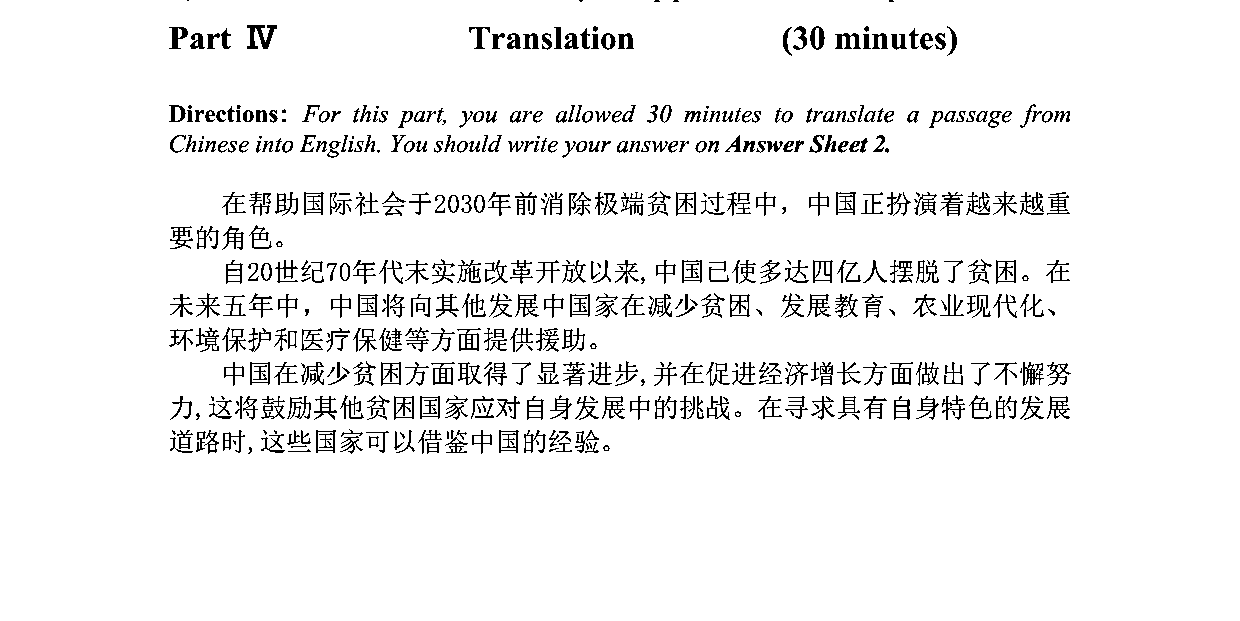 Part Ⅳ Translation (30 minutes)
Directions: For this part, you are allowed 30 minutes to translate a passage from
Chinese into English. You should write your answer on Answer Sheet 2.
在帮助国际社会于2030年前消除极端贫困过程中，中国正扮演着越来越重
要的角色。
自20世纪70年代末实施改革开放以来,中国已使多达四亿人摆脱了贫困。在
未来五年中，中国将向其他发展中国家在减少贫困、发展教育、农业现代化、
环境保护和医疗保健等方面提供援助。
中国在减少贫困方面取得了显著进步,并在促进经济增长方面做出了不懈努
力,这将鼓励其他贫困国家应对自身发展中的挑战。在寻求具有自身特色的发展
道路时,这些国家可以借鉴中国的经验。